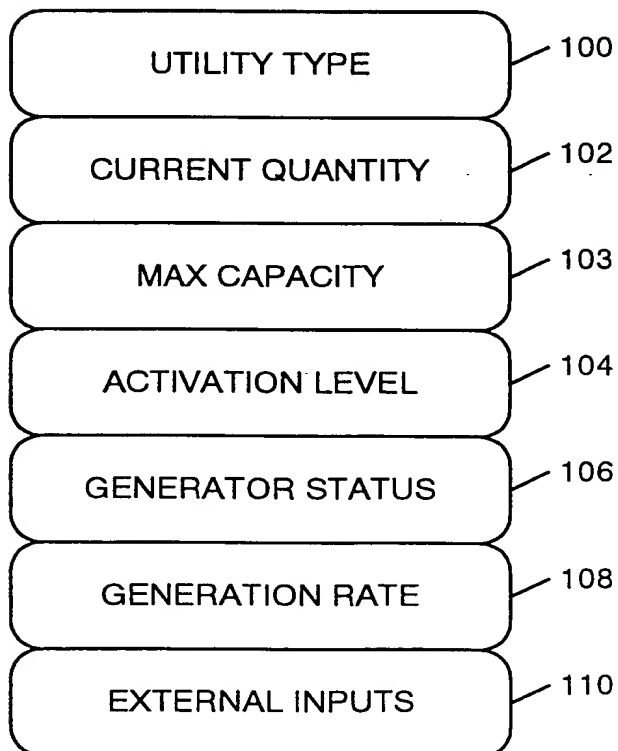 UTILITY TYPE 100
CURRENT QUANTITY 102
MAX CAPACITY 103
ACTIVATION LEVEL 104
GENERATOR STATUS 106
GENERATION RATE 108
EXTERNAL INPUTS 110